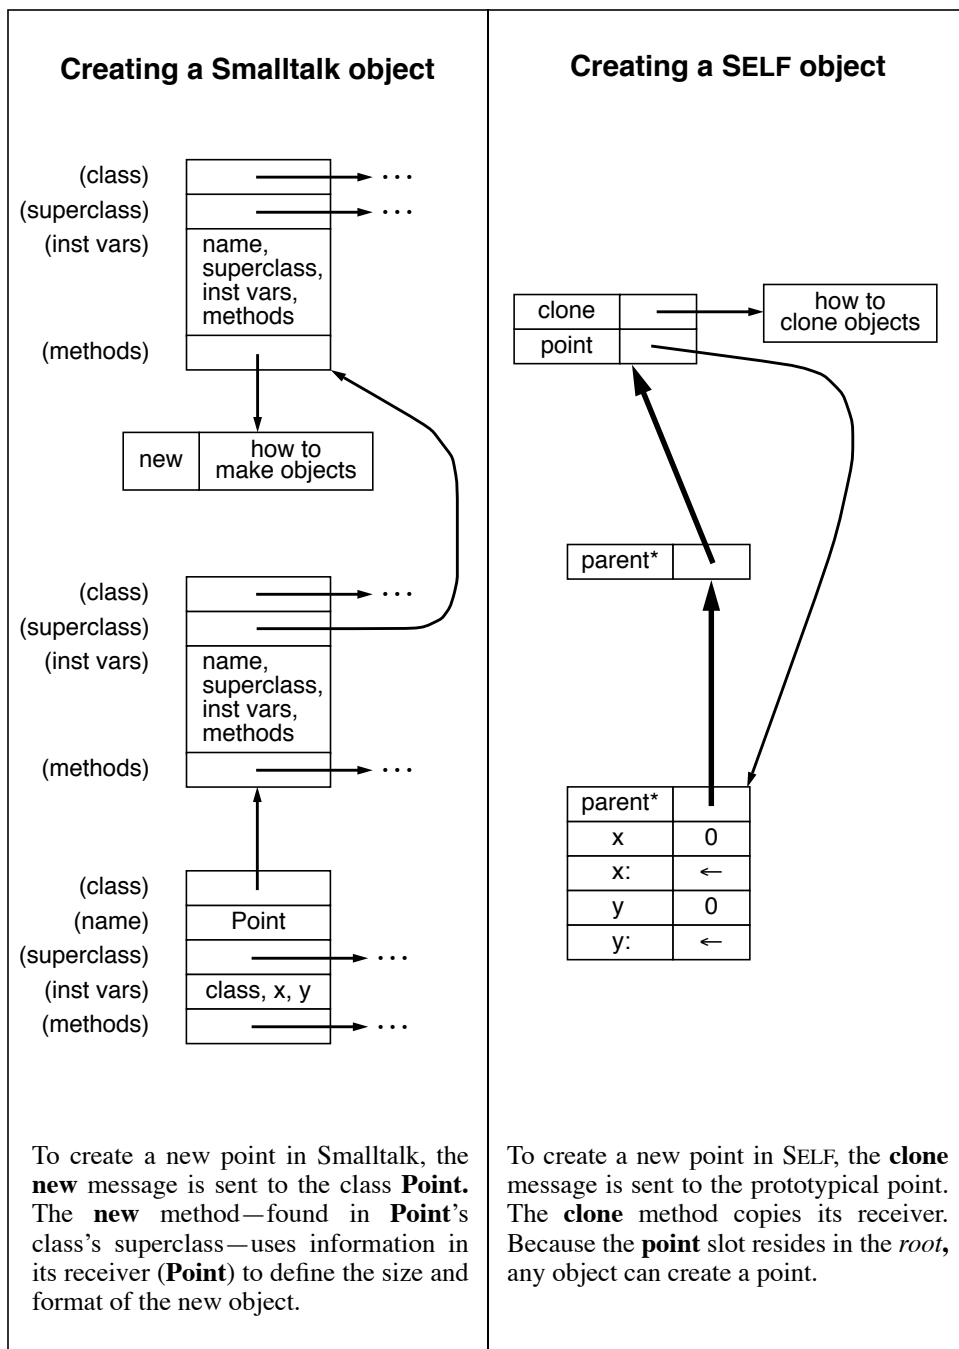 Creating a Smalltalk object
(class)
...
(superclass)
...
(inst vars)
name,
superclass,
inst vars,
methods
(methods)
new
how to
make objects
(class)
...
(superclass)
(inst vars)
name,
superclass,
inst vars,
methods
(methods)
...
(class)
(name)
Point
(superclass)
...
(inst vars)
class, x, y
(methods)
...
To create a new point in Smalltalk, the
new message is sent to the class Point.
The new method—found in Point's
class's superclass—uses information in
its receiver (Point) to define the size and
format of the new object.
Creating a SELF object
clone
how to
clone objects
point
parent*
parent*
x 0
x: ←
y 0
y: ←
To create a new point in SELF, the clone
message is sent to the prototypical point.
The clone method copies its receiver.
Because the point slot resides in the root,
any object can create a point.